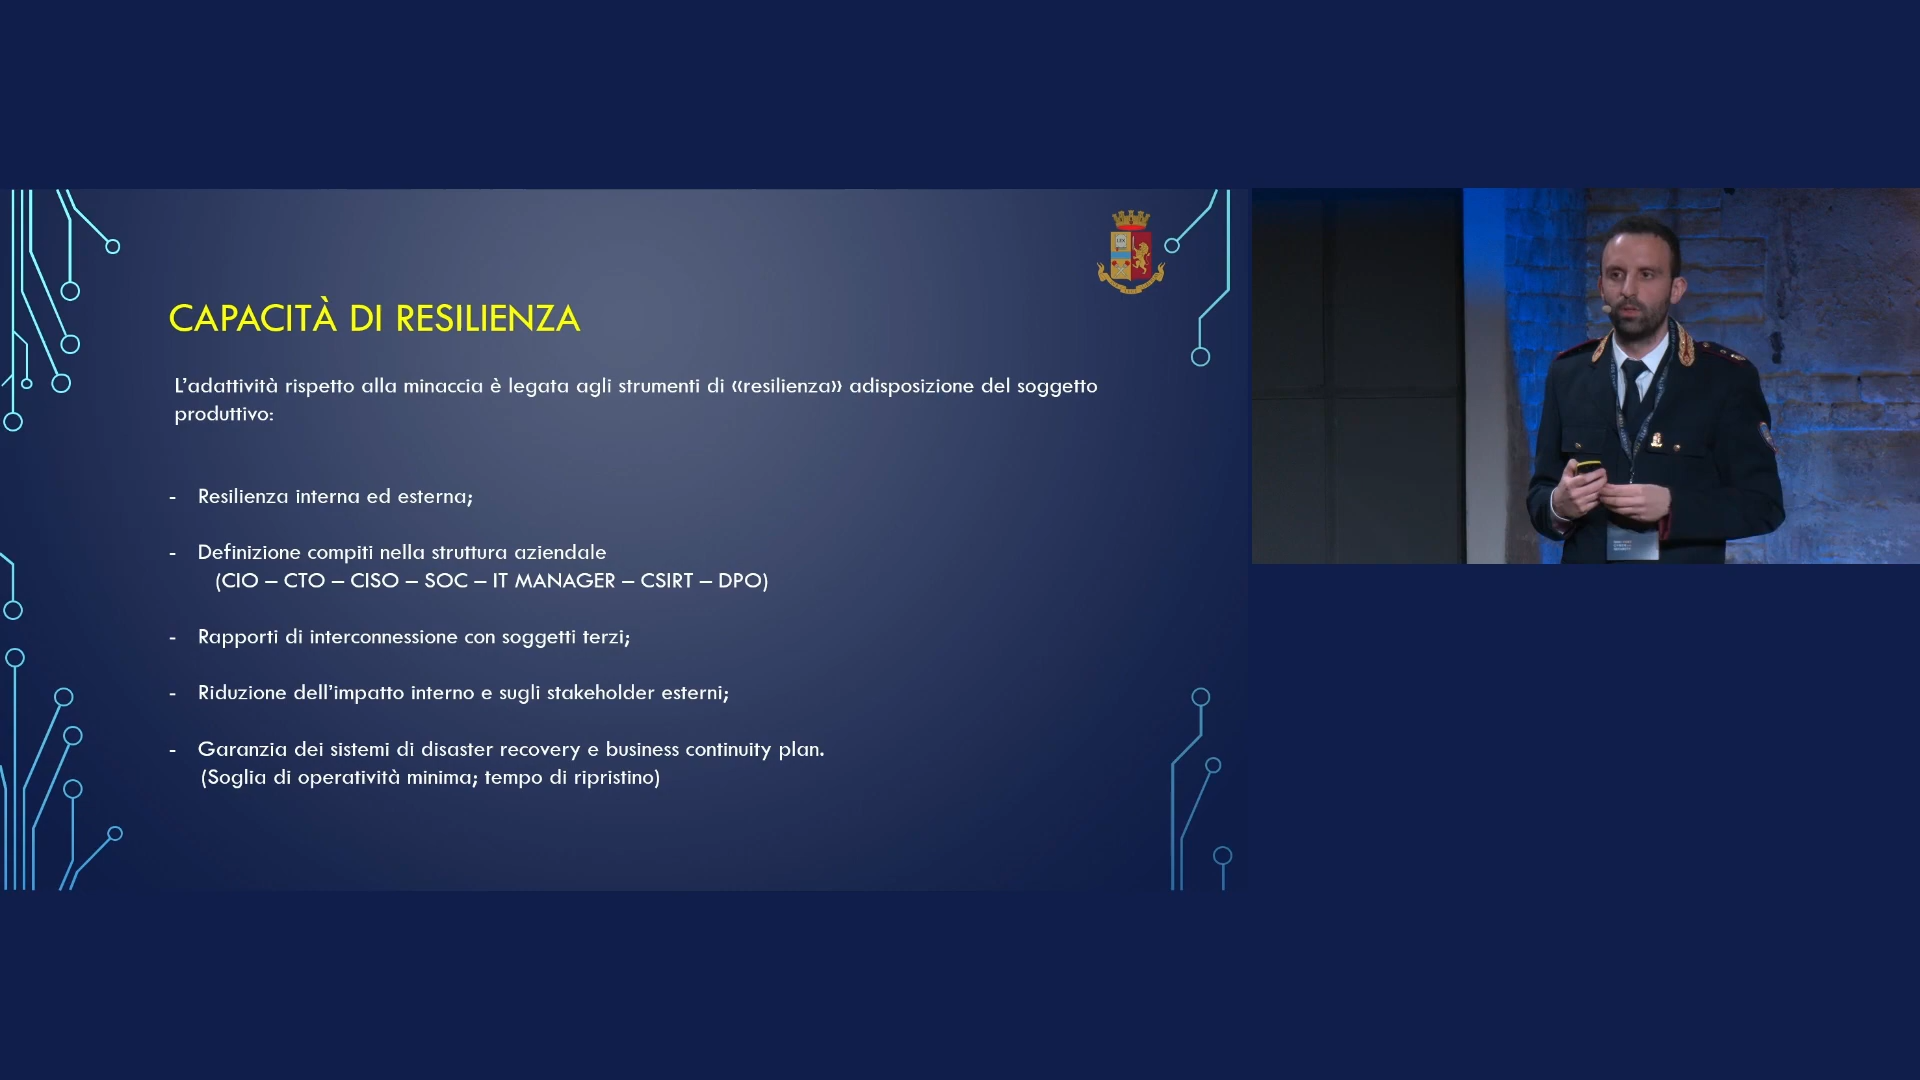 CAPACITÀ DI RESILIENZA
L'adattività rispetto alla minaccia è legata agli strumenti di «resilienza» adisposizione del soggetto
produttivo:
- Resilienza interna ed esterna;
- Definizione compiti nella struttura aziendale
(CIO – CTO – CISO – SOC – IT MANAGER – CSIRT – DPO)
- Rapporti di interconnessione con soggetti terzi;
- Riduzione dell'impatto interno e sugli stakeholder esterni;
- Garanzia dei sistemi di disaster recovery e business continuity plan.
(Soglia di operatività minima; tempo di ripristino)